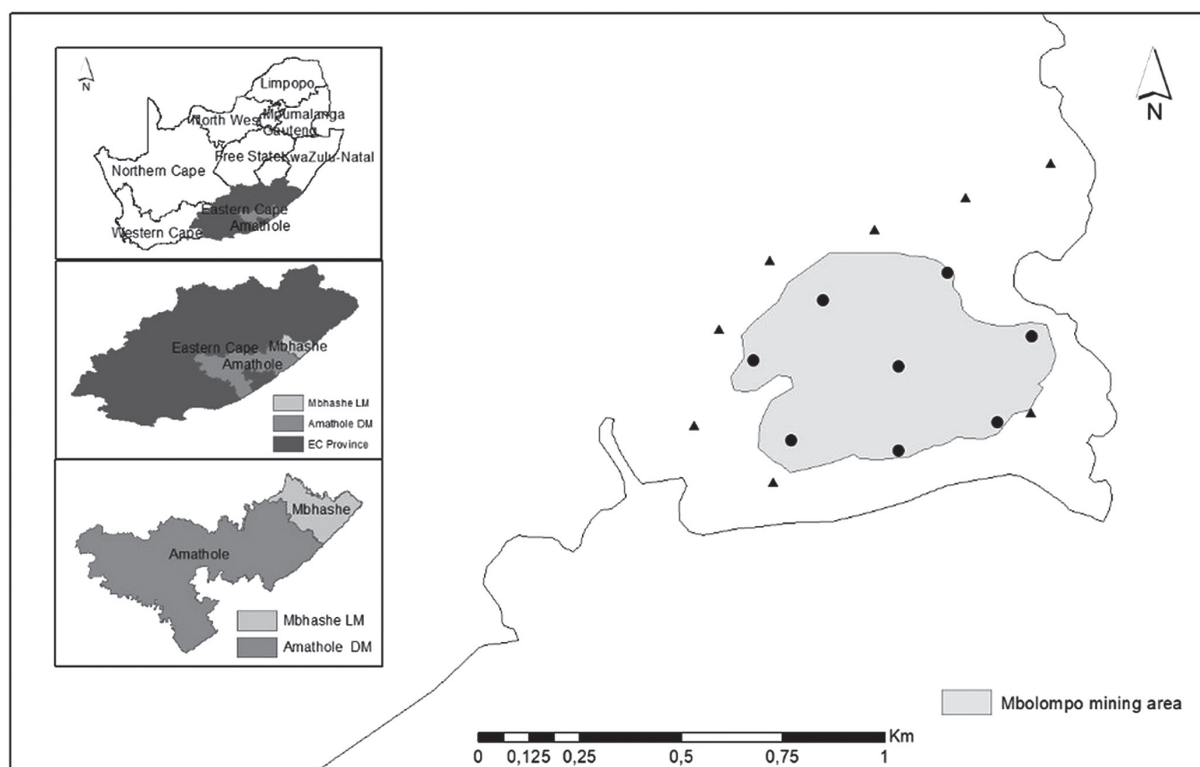 N
Limpopo
North West
Mpumalanga
Gauteng
Free State
KwaZulu-Natal
Northern Cape
Eastern Cape
Amathole
Western Cape
Eastern Cape
Mbhashe
Amathole
Mbhashe LM
Amathole DM
EC Province
Mbhashe
Amathole
Mbhashe LM
Amathole DM
N
Mbolompo mining area
Km
0 0,125 0,25 0,5 0,75 1